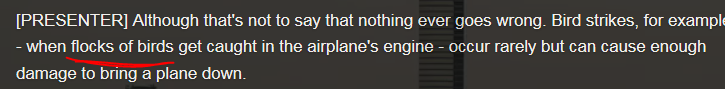 [PRESENTER] Although that's not to say that nothing ever goes wrong. Bird strikes, for example
- when flocks of birds get caught in the airplane's engine - occur rarely but can cause enough
damage to bring a plane down.